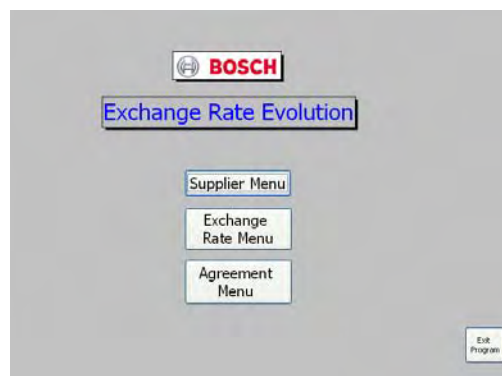 BOSCH
Exchange Rate Evolution
Supplier Menu
Exchange
Rate Menu
Agreement
Menu
Exit
Program